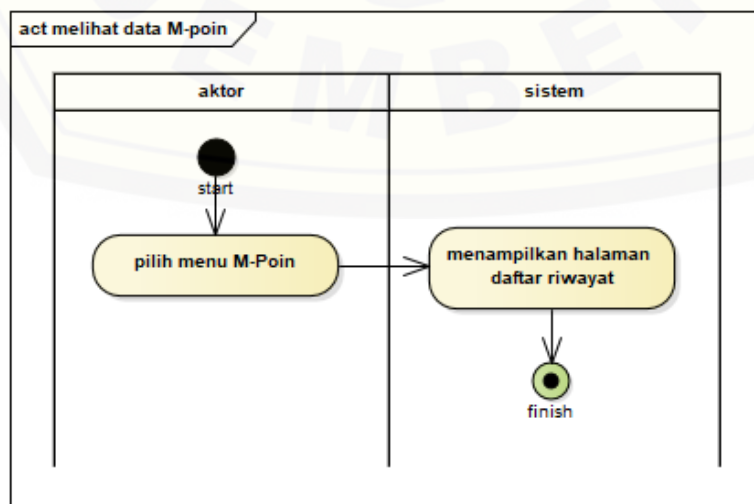 act melihat data M-poin
aktor
sistem
start
pilih menu M-Poin
menampilkan halaman
daftar riwayat
finish